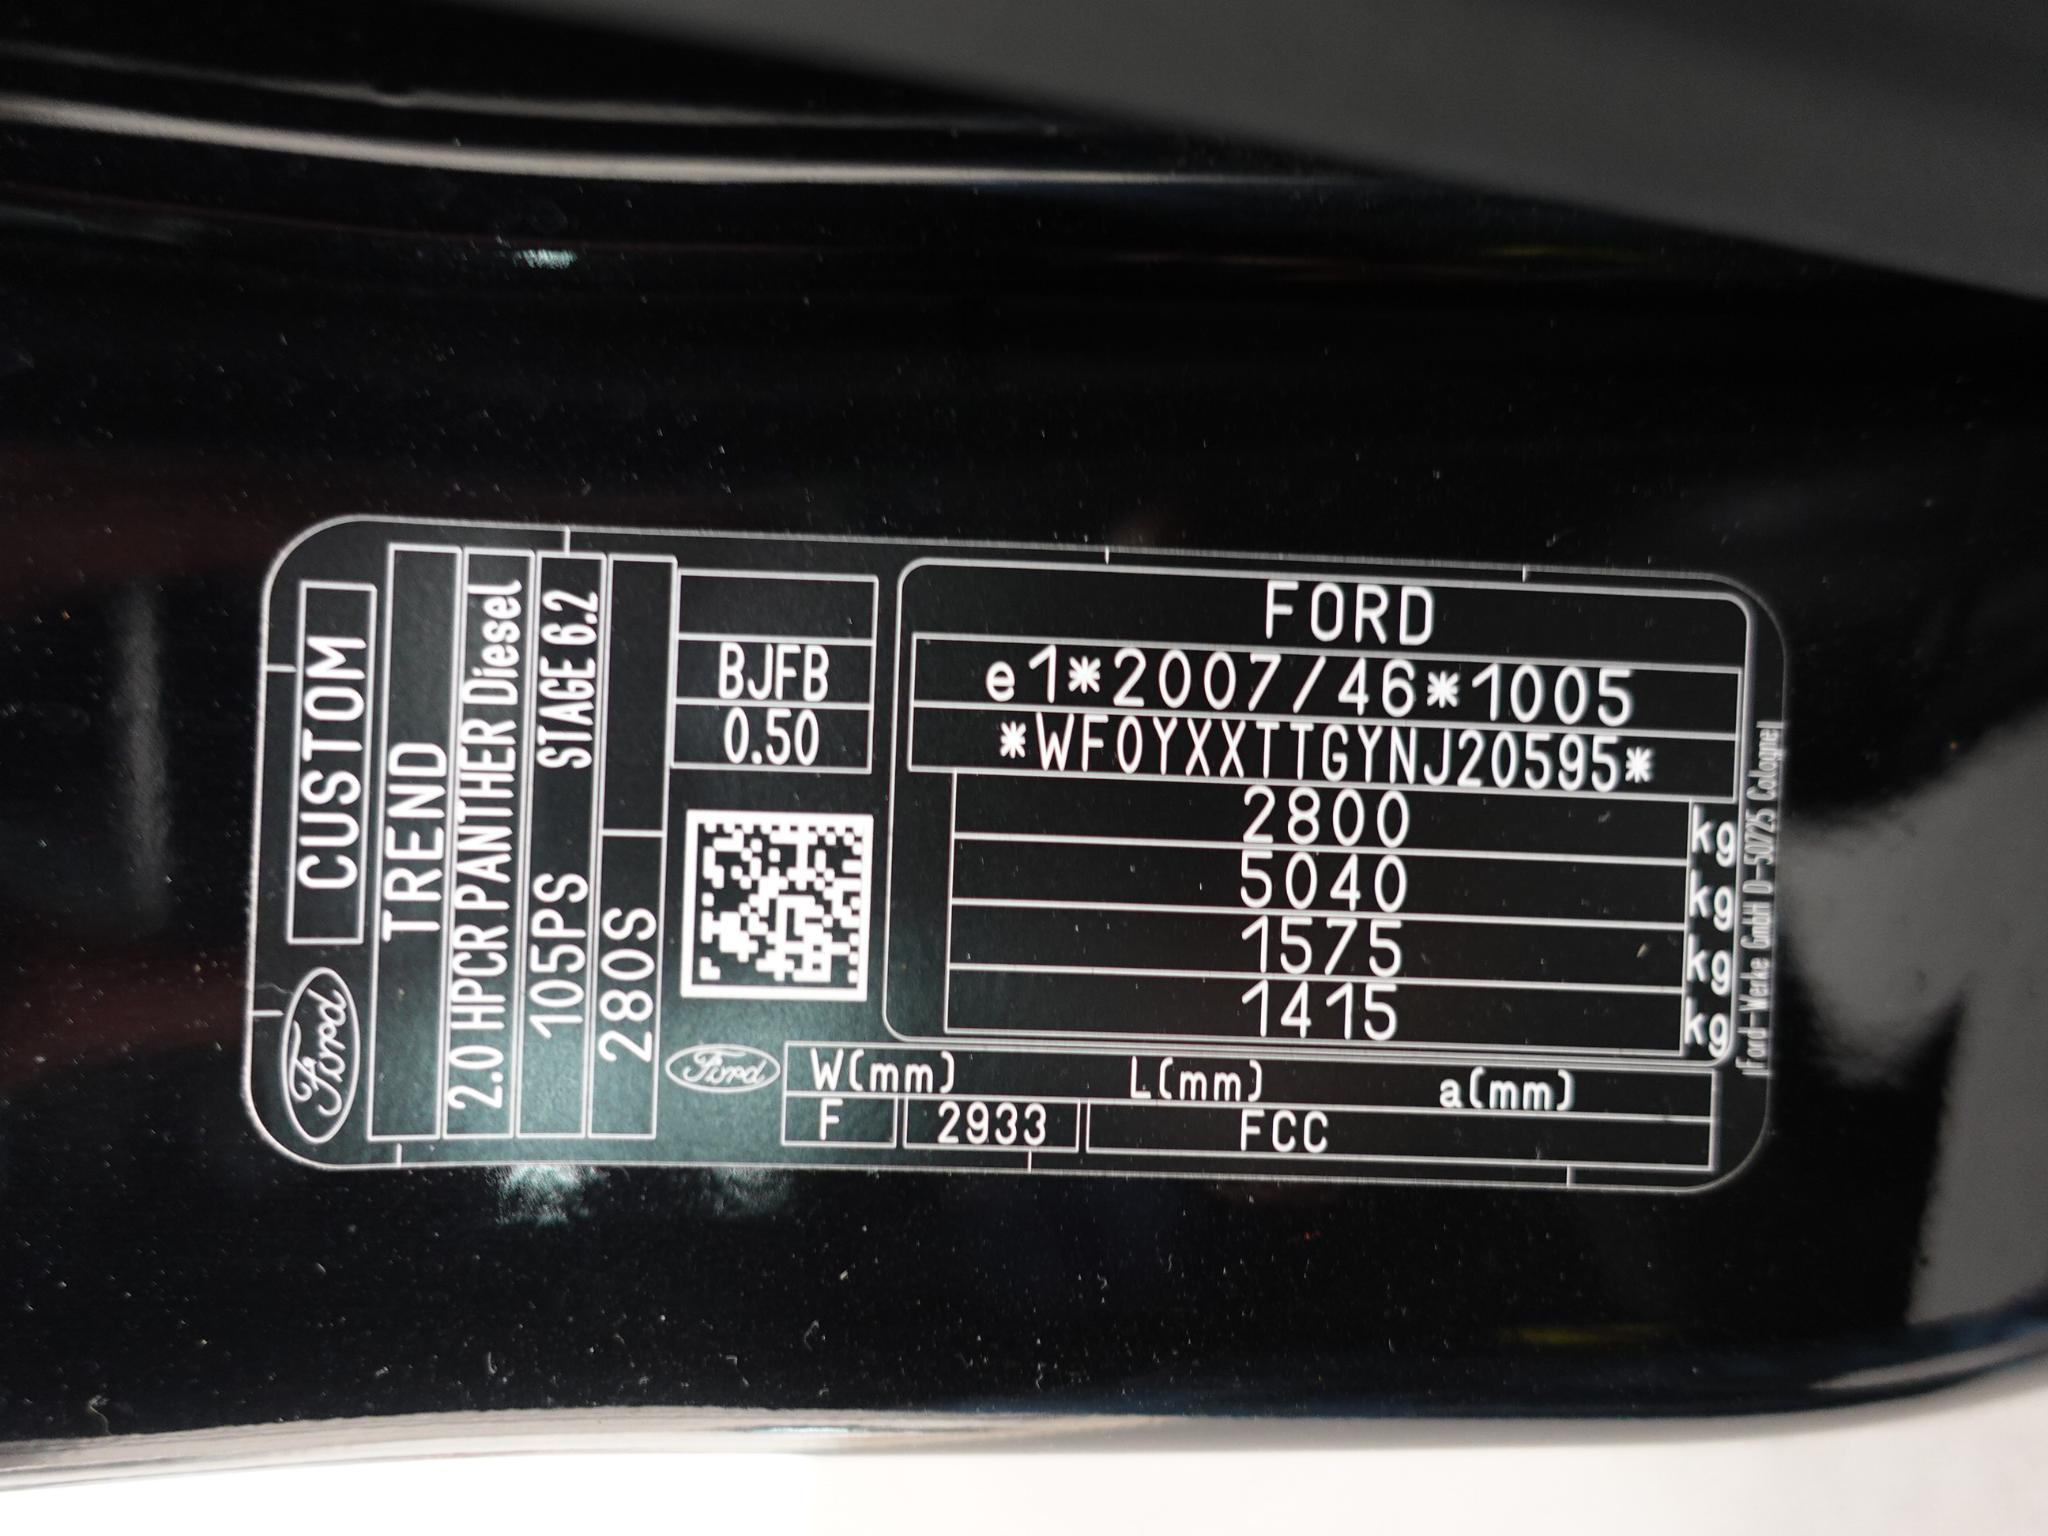 Ford
CUSTOM
TREND
2.0 HPCR PANTHER Diesel
105PS STAGE 6.2
280S
BJFB
0.50
FORD
e1*2007/46*1005
*WF0YXXTTGYNJ20595*
2800 kg
5040 kg
1575 kg
1415 kg
Ford
W(mm) L(mm) a(mm)
F 2933 FCC
Ford-Werke GmbH D-50725 Cologne